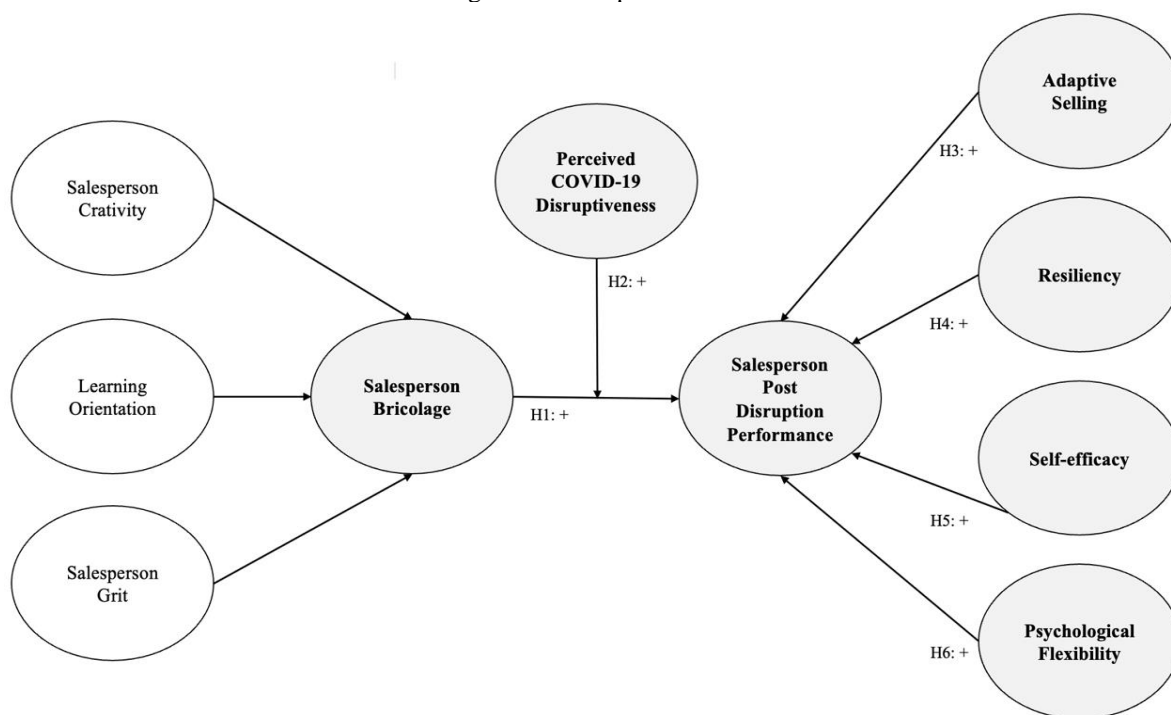 Salesperson
Crativity
Learning
Orientation
Salesperson
Grit
Salesperson
Bricolage
Perceived
COVID-19
Disruptiveness
H2: +
H1: +
Salesperson
Post
Disruption
Performance
H3: +
H4: +
H5: +
H6: +
Adaptive
Selling
Resiliency
Self-efficacy
Psychological
Flexibility